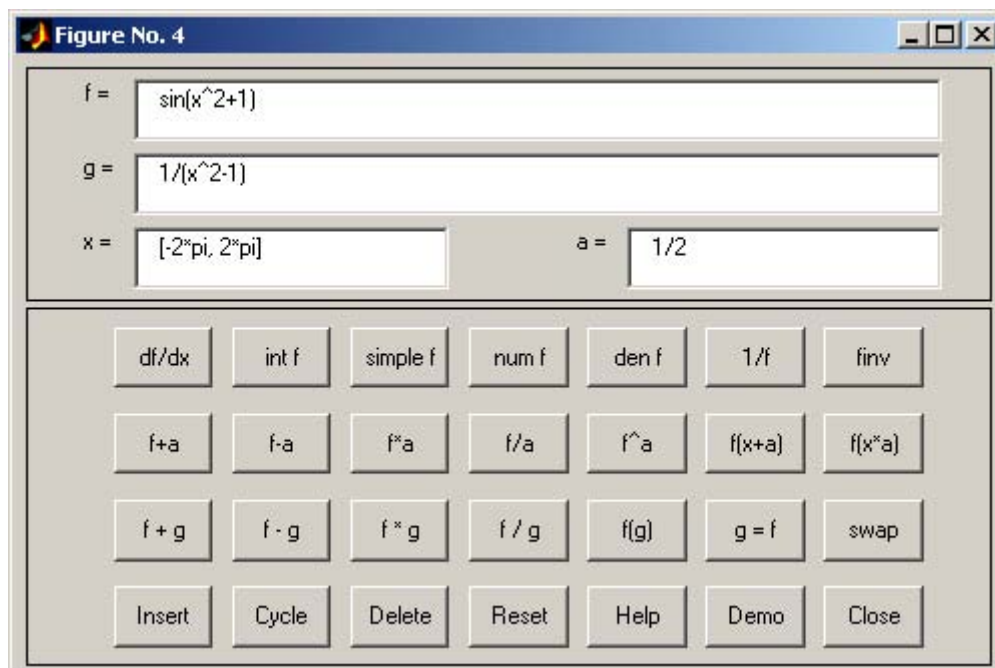 Figure No. 4
f = sin(x^2+1)
g = 1/(x^2-1)
x = [-2*pi, 2*pi] a = 1/2
df/dx int f simple f num f den f 1/f finv
f+a f-a f*a f/a f^a f(x+a) f(x*a)
f + g f - g f * g f / g f(g) g = f swap
Insert Cycle Delete Reset Help Demo Close